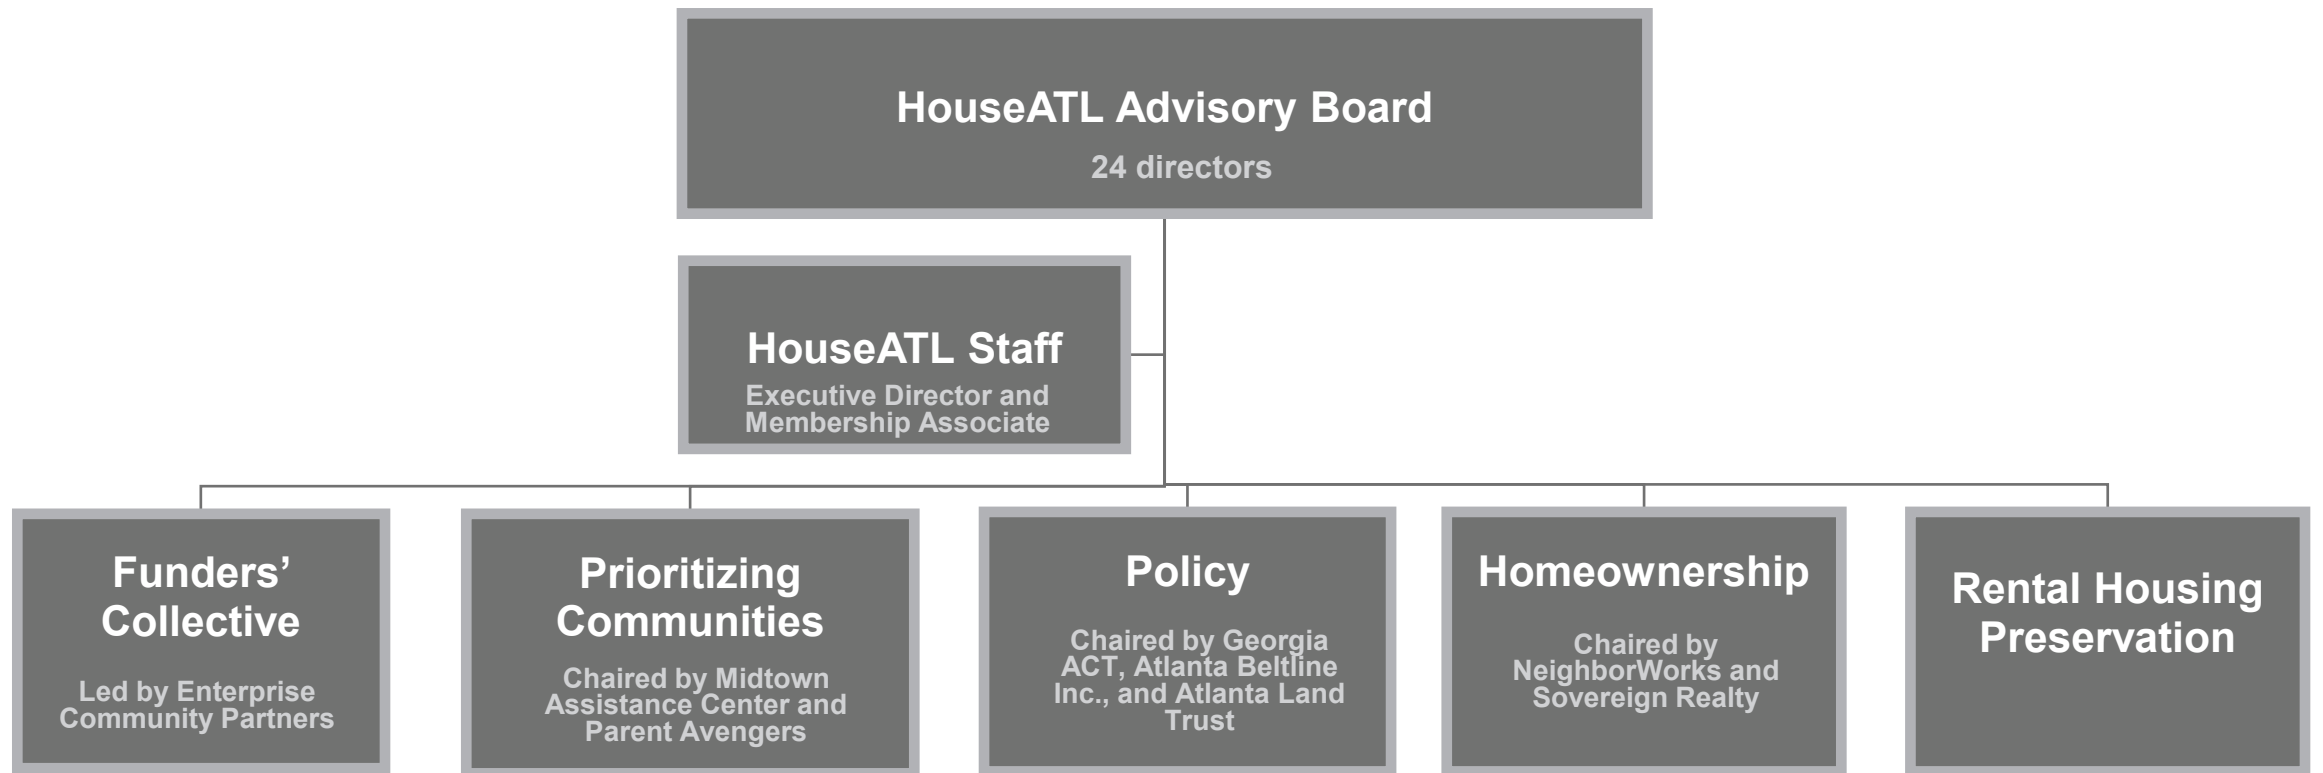 HouseATL Advisory Board
24 directors
HouseATL Staff
Executive Director and
Membership Associate
Funders’
Collective
Led by Enterprise
Community Partners
Prioritizing
Communities
Chaired by Midtown
Assistance Center and
Parent Avengers
Policy
Chaired by Georgia
ACT, Atlanta Beltline
Inc., and Atlanta Land
Trust
Homeownership
Chaired by
NeighborWorks and
Sovereign Realty
Rental Housing
Preservation